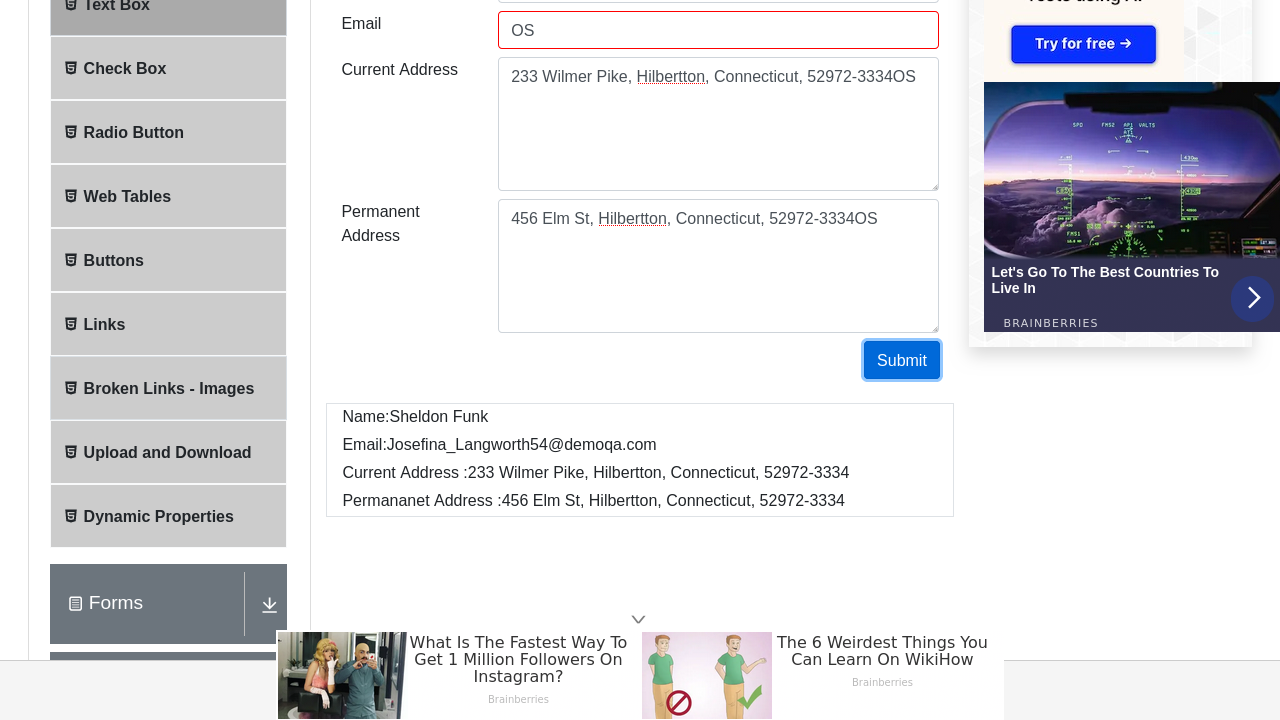 Text Box
Check Box
Radio Button
Web Tables
Buttons
Links
Broken Links - Images
Upload and Download
Dynamic Properties
Forms
Email
OS
Current Address
233 Wilmer Pike, Hilbertton, Connecticut, 52972-3334OS
Permanent
Address
456 Elm St, Hilbertton, Connecticut, 52972-3334OS
Submit
Name:Sheldon Funk
Email:Josefina_Langworth54@demoqa.com
Current Address :233 Wilmer Pike, Hilbertton, Connecticut, 52972-3334
Permananet Address :456 Elm St, Hilbertton, Connecticut, 52972-3334
Try for free →
Let's Go To The Best Countries To
Live In
BRAINBERRIES
What Is The Fastest Way To
Get 1 Million Followers On
Instagram?
Brainberries
The 6 Weirdest Things You
Can Learn On WikiHow
Brainberries